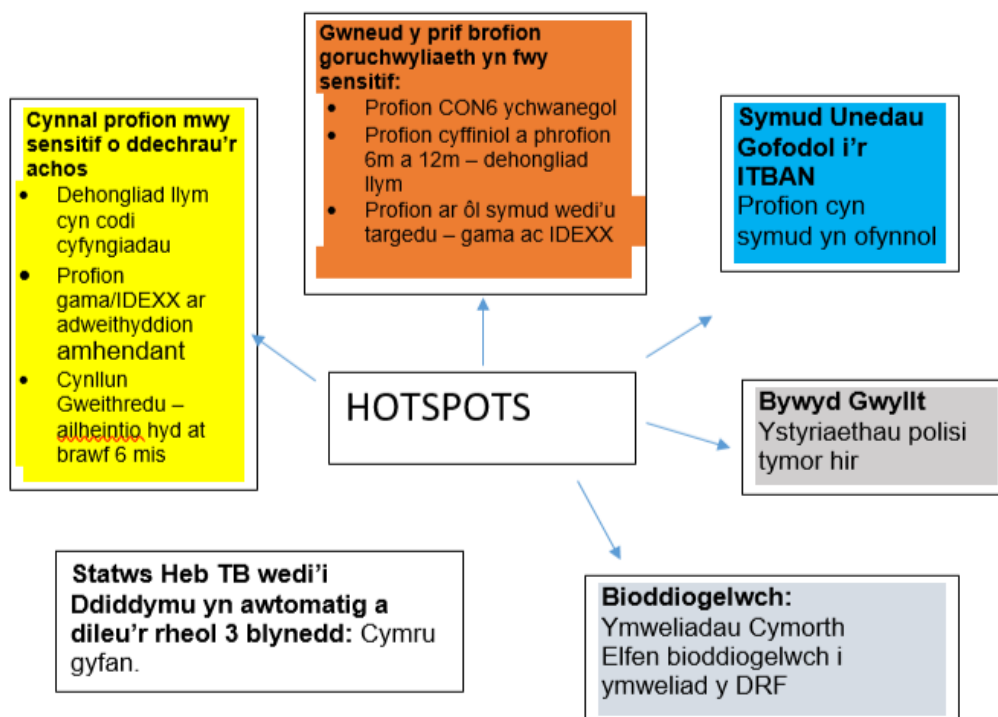 Gwneud y prif brofion
goruchwyliaeth yn fwy
sensitif:
• Profion CON6 ychwanegol
• Profion cyffiniol a phrofion
6m a 12m – dehongliad
llym
• Profion ar ôl symud wedi'u
targedu – gama ac IDEXX
Cynnal profion mwy
sensitif o ddechrau'r
achos
• Dehongliad llym
cyn codi
cyfyngiadau
• Profion
gama/IDEXX ar
adweithyddion
amhendant
• Cynllun
Gweithredu –
ailheintio hyd at
brawf 6 mis
Symud Unedau
Gofodol i'r
ITBAN
Profion cyn
symud yn ofynnol
HOTSPOTS
Bywyd Gwyllt
Ystyriaethau polisi
tymor hir
Statws Heb TB wedi'i
Ddiddymu yn awtomatig a
dileu'r rheol 3 blynedd: Cymru
gyfan.
Bioddiogelwch:
Ymweliadau Cymorth
Elfen bioddiogelwch i
ymweliad y DRF